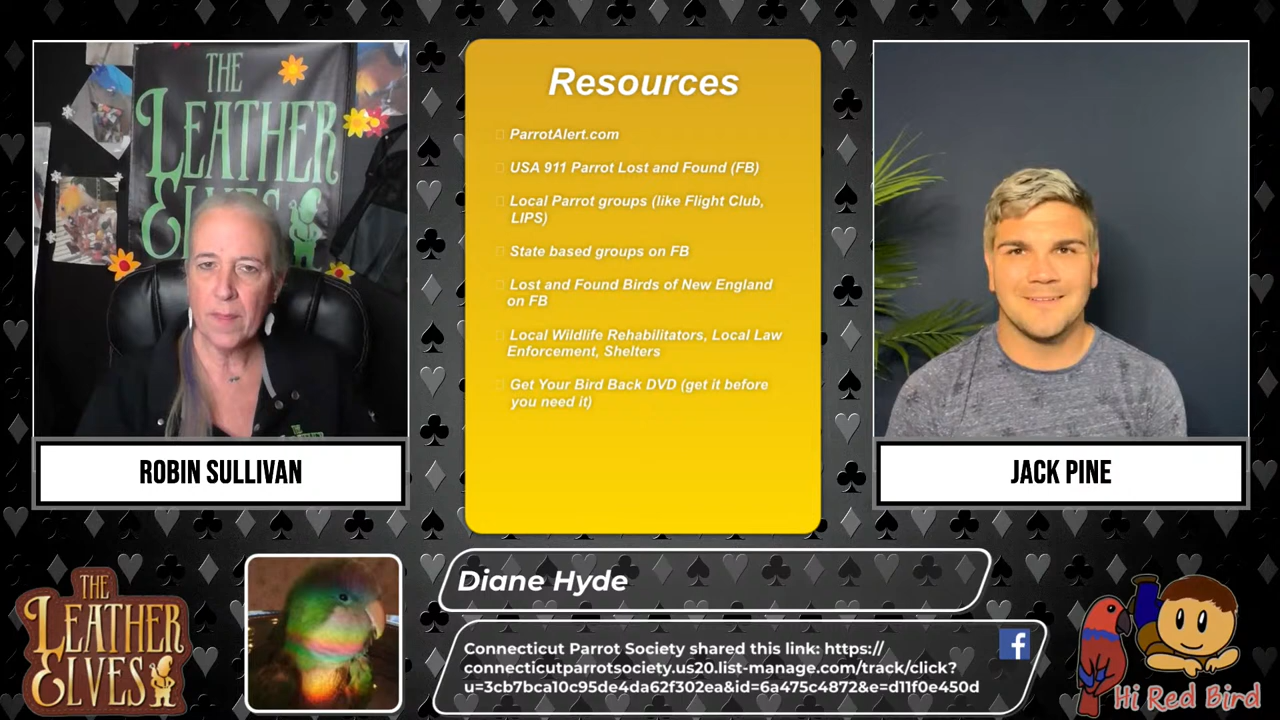 THE
LEATHER
ELVES
Resources
ParrotAlert.com
USA 911 Parrot Lost and Found (FB)
Local Parrot groups (like Flight Club,
LIPS)
State based groups on FB
Lost and Found Birds of New England
on FB
Local Wildlife Rehabilitators, Local Law
Enforcement, Shelters
Get Your Bird Back DVD (get it before
you need it)
ROBIN SULLIVAN
JACK PINE
THE
LEATHER
ELVES
Diane Hyde
Connecticut Parrot Society shared this link: https://
connecticutparrotsociety.us20.list-manage.com/track/click?
u=3cb7bca10c95de4da62f302ea&id=6a475c4872&e=d11f0e450d
f
Hi Red Bird